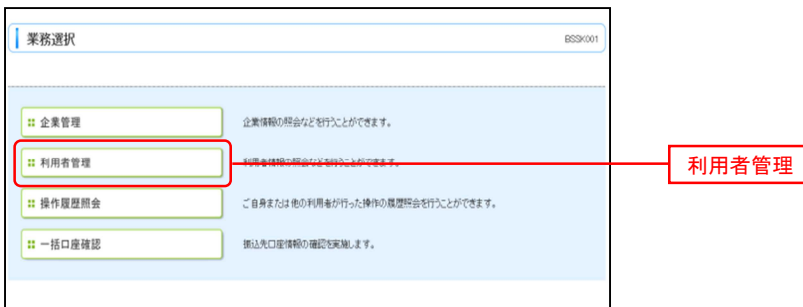 業務選択
BSSK001
企業管理
企業情報の照会などを行うことができます。
利用者管理
利用者情報の照会などを行うことができます。
利用者管理
操作履歴照会
ご自身または他の利用者が行った操作の履歴照会を行うことができます。
一括口座確認
振込先口座情報の確認を実施します。